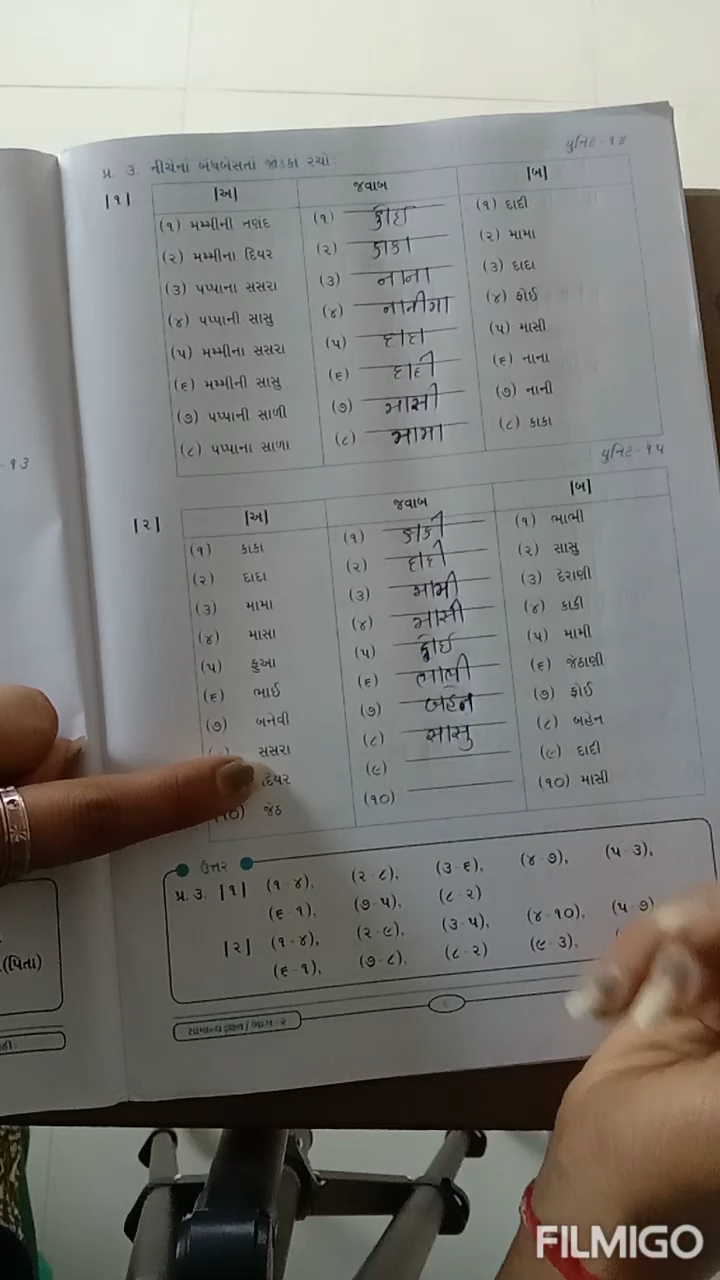 યુનિટ-૧૪
પ્ર. ૩. નીચેનાં બંધબેસતાં જોડકાં રચો:
|૧| |અ| જવાબ |બ|
(૧) મમ્મીની નણંદ (૧) ફોઈ (૧) દાદી
(૨) મમ્મીના દિયર (૨) કાકા (૨) મામા
(૩) પપ્પાના સસરા (૩) નાના (૩) દાદા
(૪) પપ્પાની સાસુ (૪) (૪) ફોઈ
(૫) મમ્મીના સસરા (૫) દાદા (૫) માસી
(૬) મમ્મીની સાસુ (૬) દાદી (૬) નાના
(૭) પપ્પાની સાળી (૭) માસી (૭) નાની
(૮) પપ્પાના સાળા (૮) મામા (૮) કાકા
યુનિટ-૧૫
|૨| |અ| જવાબ |બ|
(૧) કાકા (૧) કાકી (૧) ભાભી
(૨) દાદા (૨) દાદી (૨) સાસુ
(૩) મામા (૩) મામી (૩) દેરાણી
(૪) માસા (૪) માસી (૪) કાકી
(૫) ફુઆ (૫) ફોઈ (૫) મામી
(૬) ભાઈ (૬) (૬) જેઠાણી
(૭) બનેવી (૭) બહેન (૭) ફોઈ
સસરા (૮) સાસુ (૮) બહેન
દિયર (૯) (૯) દાદી
(૧૦) જેઠ (૧૦) (૧૦) માસી
ઉત્તર
પ્ર. ૩. |૧| (૧-૪), (૨-૮), (૩-૬), (૪-૭), (૫-૩),
(૬-૧), (૭-૫), (૮-૨)
|૨| (૧-૪), (૨-૯), (૩-૫), (૪-૧૦), (૫-૭)
(૬-૧), (૭-૮), (૮-૨) (૯-૩),
સામાન્ય જ્ઞાન/ભાગ-૨
-૧૩
(પિતા)
FILMIGO